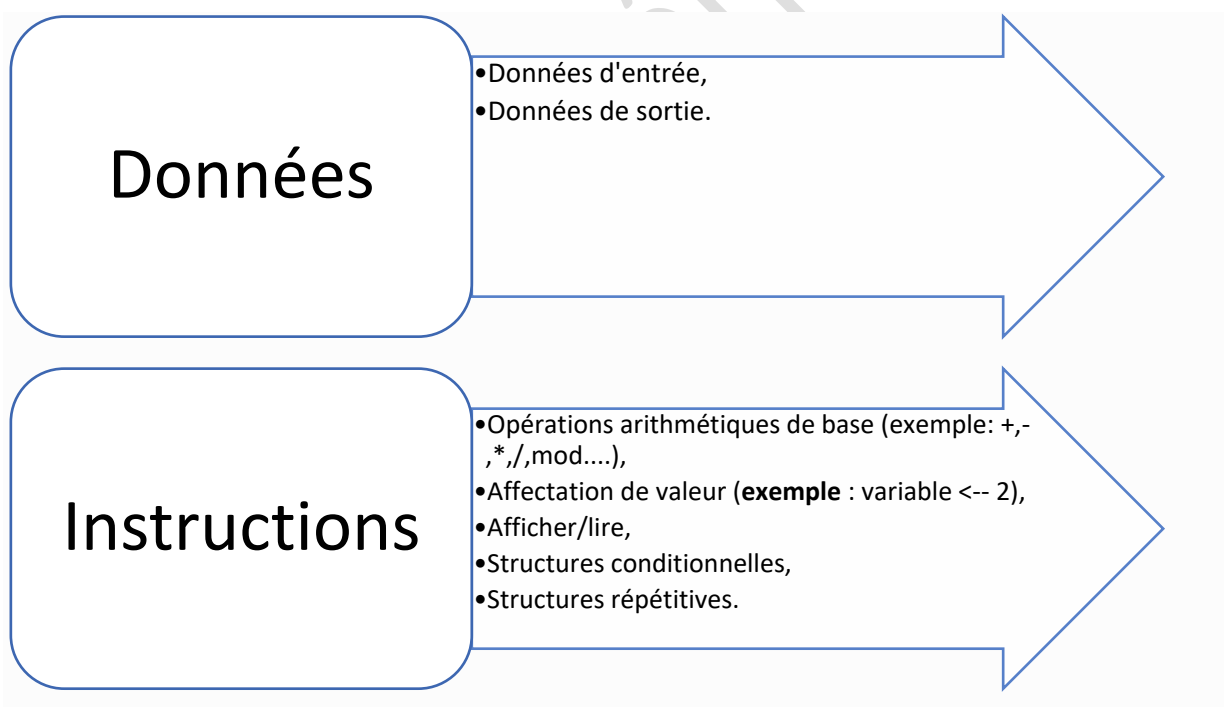 Données
•Données d'entrée,
•Données de sortie.
Instructions
•Opérations arithmétiques de base (exemple: +,-
,*,/,mod....),
•Affectation de valeur (exemple : variable <-- 2),
•Afficher/lire,
•Structures conditionnelles,
•Structures répétitives.